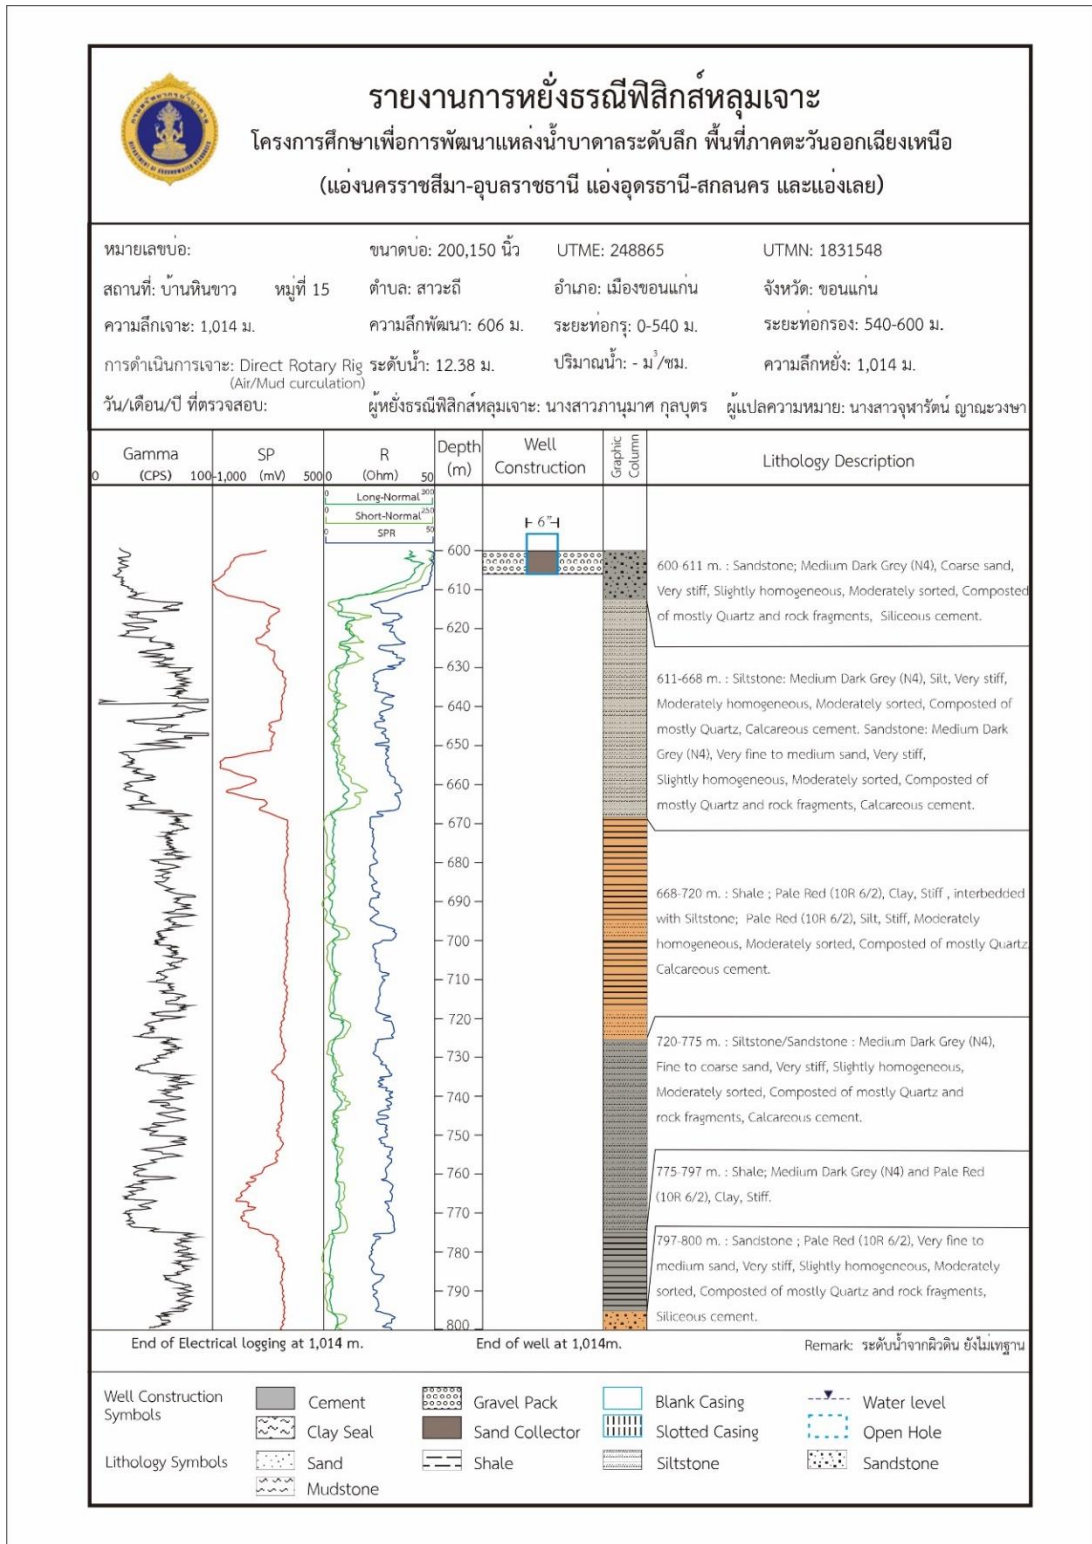 รายงานการหยั่งธรณีฟิสิกส์หลุมเจาะ
โครงการศึกษาเพื่อการพัฒนาแหล่งน้ำบาดาลระดับลึก พื้นที่ภาคตะวันออกเฉียงเหนือ
(แอ่งนครราชสีมา-อุบลราชธานี แอ่งอุดรธานี-สกลนคร และแอ่งเลย)
หมายเลขบ่อ: ขนาดบ่อ: 200,150 นิ้ว UTME: 248865 UTMN: 1831548
สถานที่: บ้านหินขาว หมู่ที่ 15 ตำบล: สาวะถี อำเภอ: เมืองขอนแก่น จังหวัด: ขอนแก่น
ความลึกเจาะ: 1,014 ม. ความลึกพัฒนา: 606 ม. ระยะท่อกรุ: 0-540 ม. ระยะท่อกรอง: 540-600 ม.
การดำเนินการเจาะ: Direct Rotary Rig ระดับน้ำ: 12.38 ม. ปริมาณน้ำ: - ม³/ชม. ความลึกหยั่ง: 1,014 ม.
(Air/Mud curculation)
วัน/เดือน/ปี ที่ตรวจสอบ: ผู้หยั่งธรณีฟิสิกส์หลุมเจาะ: นางสาวภานุมาศ กุลบุตร ผู้แปลความหมาย: นางสาวจุฬารัตน์ ญาณะวงษา
Gamma SP R Depth Well Graphic Lithology Description
0 (CPS) 100 -1,000 (mV) 500 0 (Ohm) 50 (m) Construction Column
0 Long-Normal 200
0 Short-Normal 250
0 SPR 50
6"
600
610
620
630
640
650
660
670
680
690
700
710
720
730
740
750
760
770
780
790
800
600-611 m. : Sandstone; Medium Dark Grey (N4), Coarse sand,
Very stiff, Slightly homogeneous, Moderately sorted, Composted
of mostly Quartz and rock fragments, Siliceous cement.
611-668 m. : Siltstone: Medium Dark Grey (N4), Silt, Very stiff,
Moderately homogeneous, Moderately sorted, Composted of
mostly Quartz, Calcareous cement. Sandstone: Medium Dark
Grey (N4), Very fine to medium sand, Very stiff,
Slightly homogeneous, Moderately sorted, Composted of
mostly Quartz and rock fragments, Calcareous cement.
668-720 m. : Shale ; Pale Red (10R 6/2), Clay, Stiff , interbedded
with Siltstone; Pale Red (10R 6/2), Silt, Stiff, Moderately
homogeneous, Moderately sorted, Composted of mostly Quartz,
Calcareous cement.
720-775 m. : Siltstone/Sandstone : Medium Dark Grey (N4),
Fine to coarse sand, Very stiff, Slightly homogeneous,
Moderately sorted, Composted of mostly Quartz and
rock fragments, Calcareous cement.
775-797 m. : Shale; Medium Dark Grey (N4) and Pale Red
(10R 6/2), Clay, Stiff.
797-800 m. : Sandstone ; Pale Red (10R 6/2), Very fine to
medium sand, Very stiff, Slightly homogeneous, Moderately
sorted, Composted of mostly Quartz and rock fragments,
Siliceous cement.
End of Electrical logging at 1,014 m. End of well at 1,014m. Remark: ระดับน้ำจากผิวดิน ยังไม่เทฐาน
Well Construction Symbols
Cement Gravel Pack Blank Casing Water level
Clay Seal Sand Collector Slotted Casing Open Hole
Lithology Symbols Sand Shale Siltstone Sandstone
Mudstone